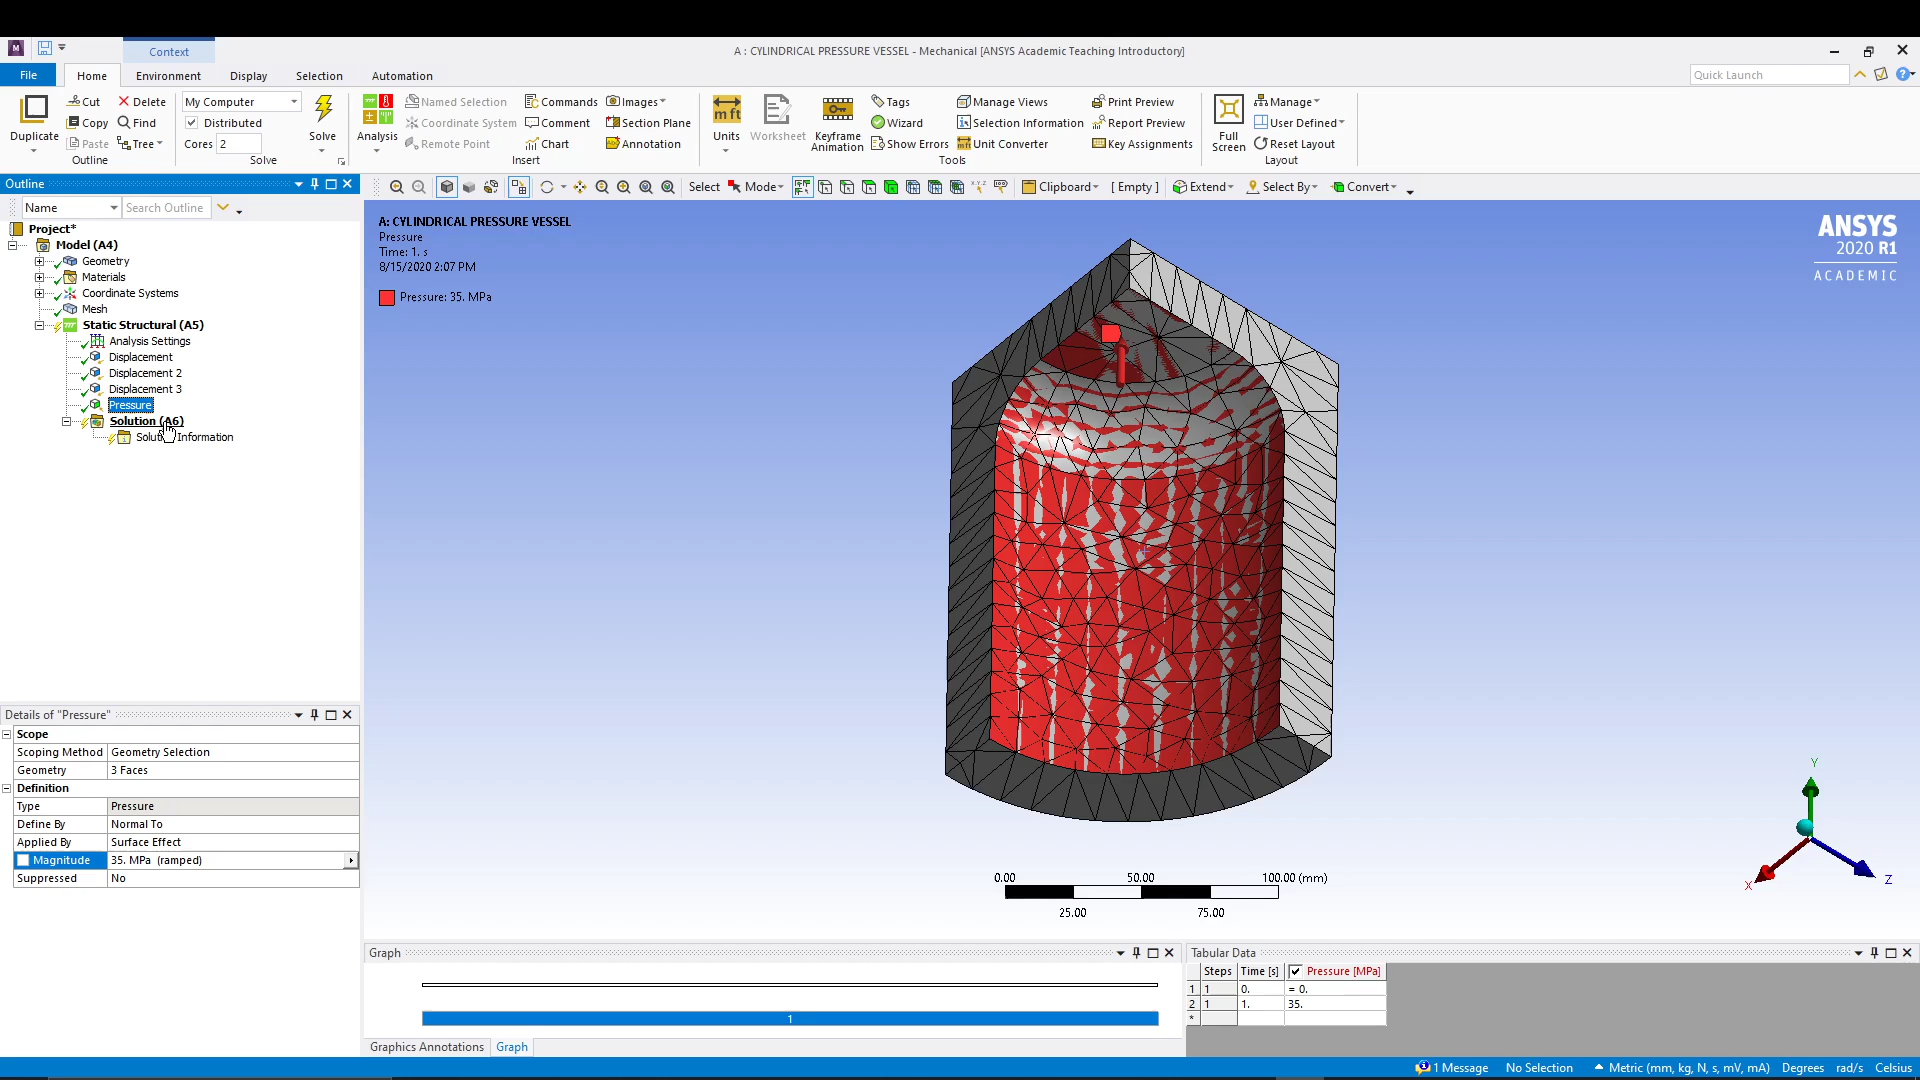 Context
A : CYLINDRICAL PRESSURE VESSEL - Mechanical [ANSYS Academic Teaching Introductory]
File Home Environment Display Selection Automation
Quick Launch
Duplicate
Cut
Copy
Paste
Delete
Find
Tree
Outline
My Computer
Distributed
Cores 2
Solve
Solve
Analysis
Named Selection
Coordinate System
Remote Point
Commands
Comment
Chart
Images
Section Plane
Annotation
Insert
Units
Worksheet
Keyframe
Animation
Tags
Wizard
Show Errors
Manage Views
Selection Information
Unit Converter
Print Preview
Report Preview
Key Assignments
Tools
Full
Screen
Manage
User Defined
Reset Layout
Layout
Outline
Name
Search Outline
Select Mode
Clipboard [ Empty ] Extend Select By Convert
Project*
Model (A4)
Geometry
Materials
Coordinate Systems
Mesh
Static Structural (A5)
Analysis Settings
Displacement
Displacement 2
Displacement 3
Pressure
Solution (A6)
Information
A: CYLINDRICAL PRESSURE VESSEL
Pressure
Time: 1. s
8/15/2020 2:07 PM
Pressure: 35. MPa
ANSYS
2020 R1
ACADEMIC
Details of "Pressure"
Scope
Scoping Method Geometry Selection
Geometry 3 Faces
Definition
Type Pressure
Define By Normal To
Applied By Surface Effect
Magnitude 35. MPa (ramped)
Suppressed No
0.00 50.00 100.00 (mm)
25.00 75.00
Y
X
Z
Graph
1
Graphics Annotations Graph
Tabular Data
Steps Time [s] Pressure [MPa]
1 1 0. = 0.
2 1 1. 35.
*
1 Message No Selection Metric (mm, kg, N, s, mV, mA) Degrees rad/s Celsius